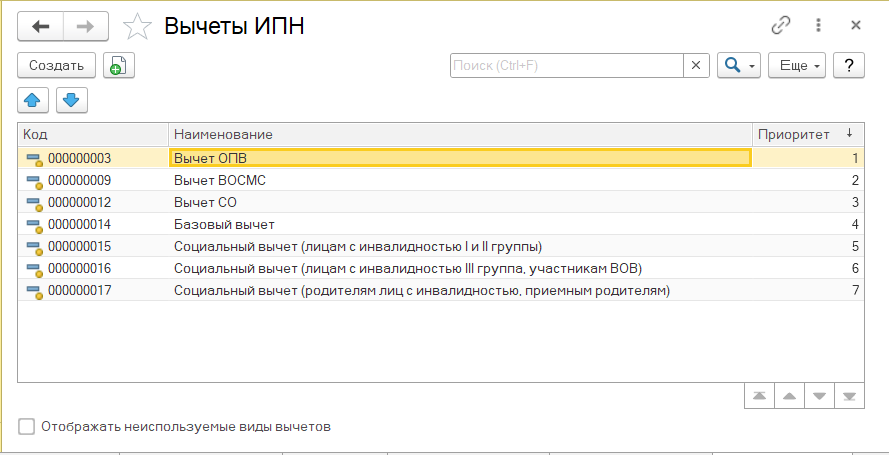 Вычеты ИПН
Создать Поиск (Ctrl+F) Еще ?
Код Наименование Приоритет
000000003 Вычет ОПВ 1
000000009 Вычет ВОСМС 2
000000012 Вычет СО 3
000000014 Базовый вычет 4
000000015 Социальный вычет (лицам с инвалидностью I и II группы) 5
000000016 Социальный вычет (лицам с инвалидностью III группа, участникам ВОВ) 6
000000017 Социальный вычет (родителям лиц с инвалидностью, приемным родителям) 7
Отображать неиспользуемые виды вычетов